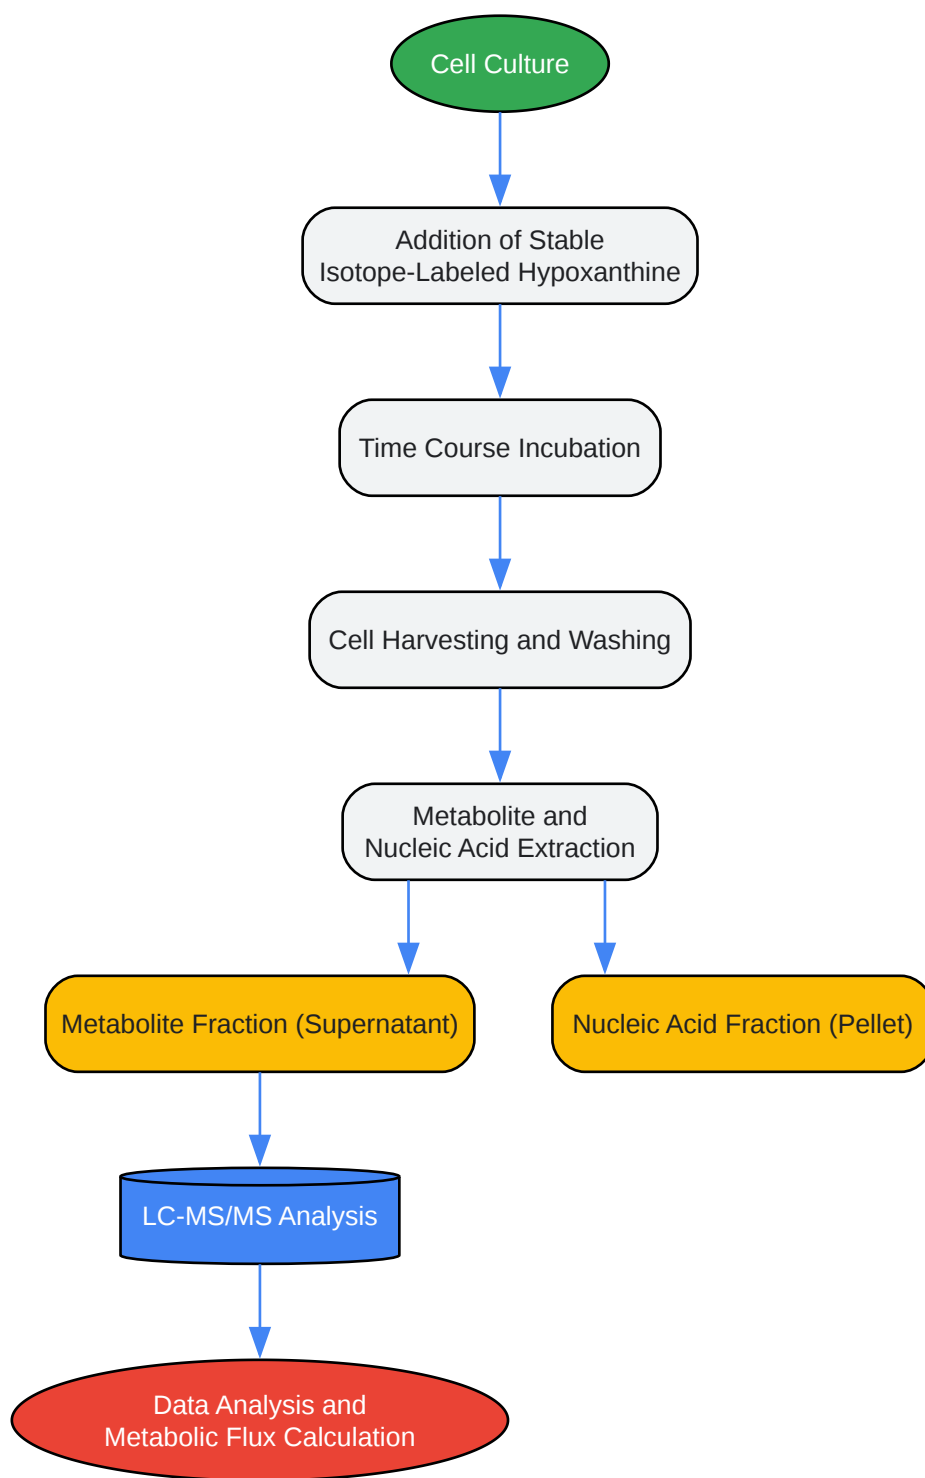 Cell Culture
Addition of Stable
Isotope-Labeled Hypoxanthine
Time Course Incubation
Cell Harvesting and Washing
Metabolite and
Nucleic Acid Extraction
Metabolite Fraction (Supernatant)
Nucleic Acid Fraction (Pellet)
LC-MS/MS Analysis
Data Analysis and
Metabolic Flux Calculation